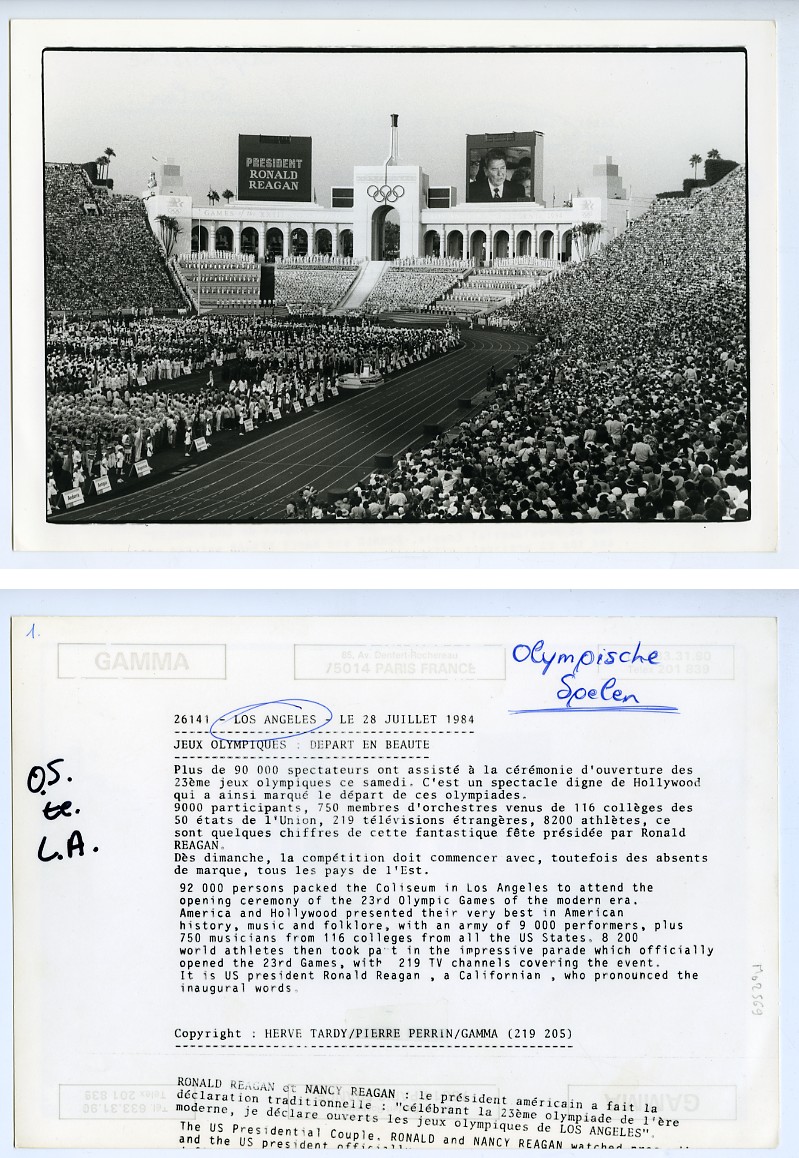 PRESIDENT
RONALD
REAGAN
Andorra
Antigua
1.
GAMMA
65, Av. Denfert-Rochereau
75014 PARIS FRANCE
Olympische
Spelen
26141 - LOS ANGELES - LE 28 JUILLET 1984
JEUX OLYMPIQUES : DEPART EN BEAUTE
O.S.
te.
L.A.
Plus de 90 000 spectateurs ont assisté à la cérémonie d'ouverture des
23ème jeux olympiques ce samedi. C'est un spectacle digne de Hollywood
qui a ainsi marqué le départ de ces olympiades.
9000 participants, 750 membres d'orchestres venus de 116 collèges des
50 états de l'Union, 219 télévisions étrangères, 8200 athlètes, ce
sont quelques chiffres de cette fantastique fête présidée par Ronald
REAGAN.
Dès dimanche, la compétition doit commencer avec, toutefois des absents
de marque, tous les pays de l'Est.
92 000 persons packed the Coliseum in Los Angeles to attend the
opening ceremony of the 23rd Olympic Games of the modern era.
America and Hollywood presented their very best in American
history, music and folklore, with an army of 9 000 performers, plus
750 musicians from 116 colleges from all the US States. 8 200
world athletes then took part in the impressive parade which officially
opened the 23rd Games, with 219 TV channels covering the event.
It is US president Ronald Reagan , a Californian , who pronounced the
inaugural words.
Copyright : HERVE TARDY/PIERRE PERRIN/GAMMA (219 205)
RONALD REAGAN et NANCY REAGAN : le président américain a fait la
déclaration traditionnelle : "célébrant la 23ème olympiade de l'ère
moderne, je déclare ouverts les jeux olympiques de LOS ANGELES".
The US Presidential Couple, RONALD and NANCY REAGAN watched
and the US president officially